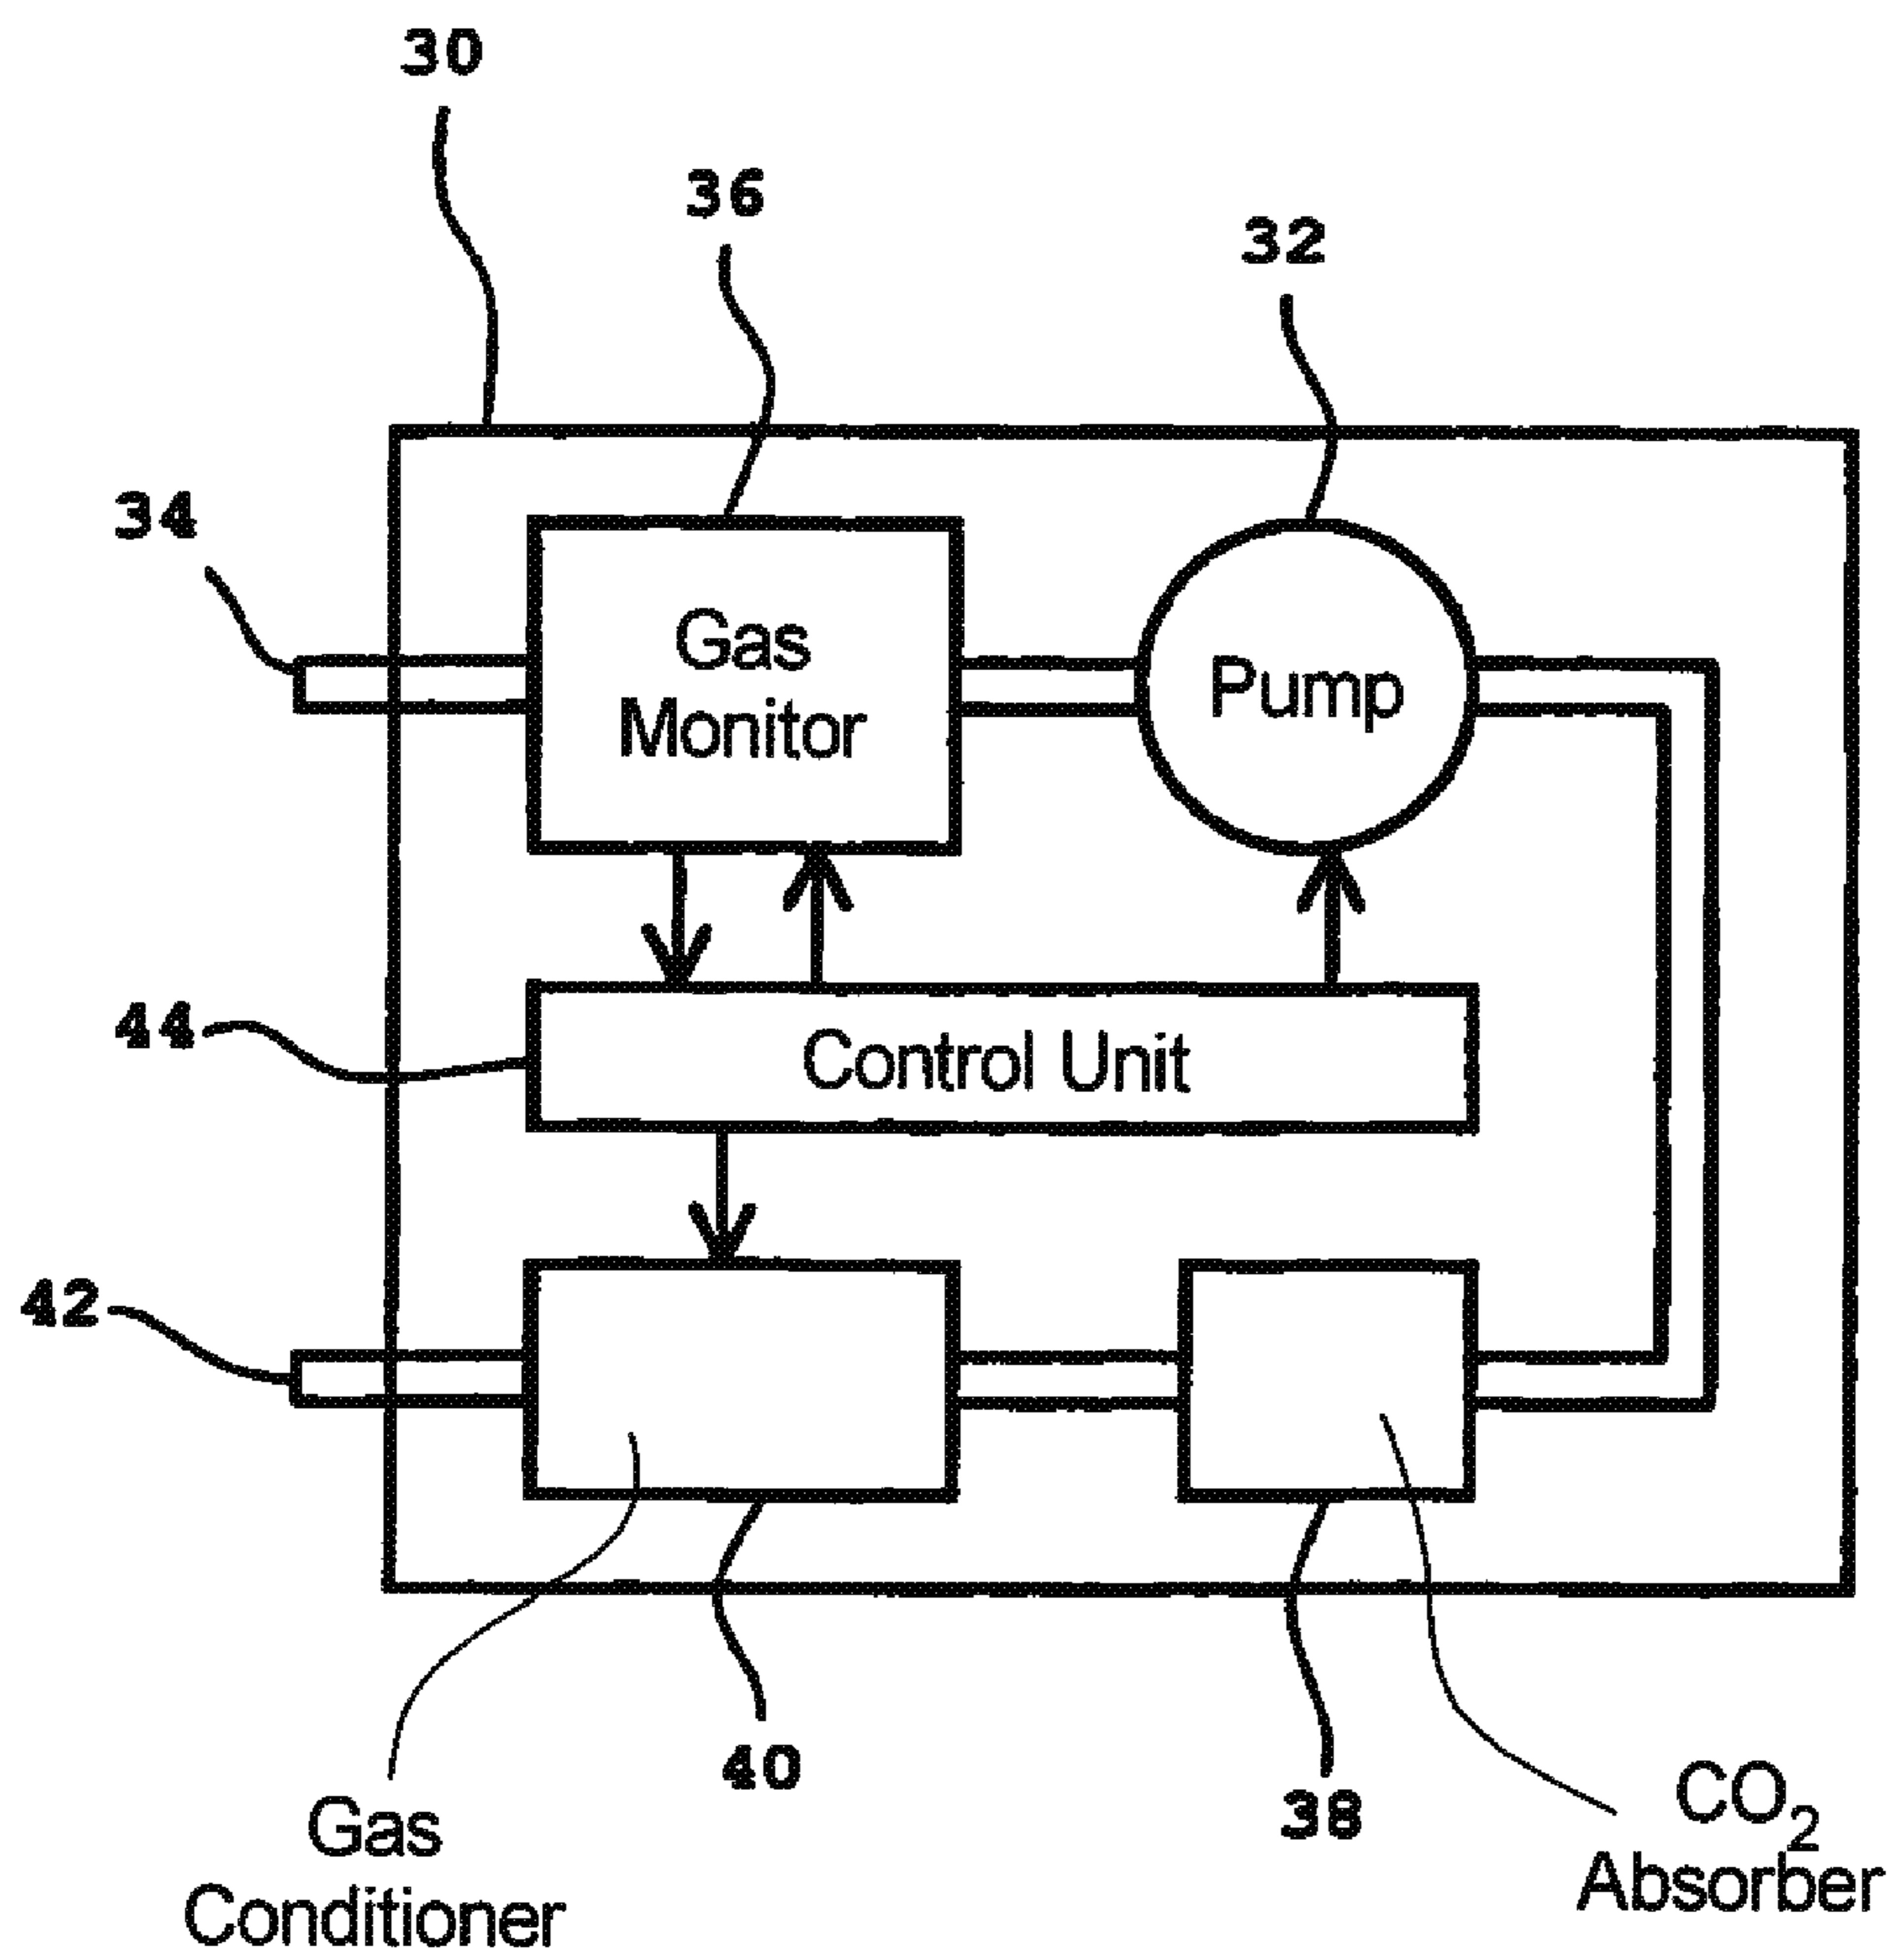 30
36
32
34
Gas
Monitor
Pump
44
Control Unit
42
40
38
Gas
Conditioner
CO₂
Absorber